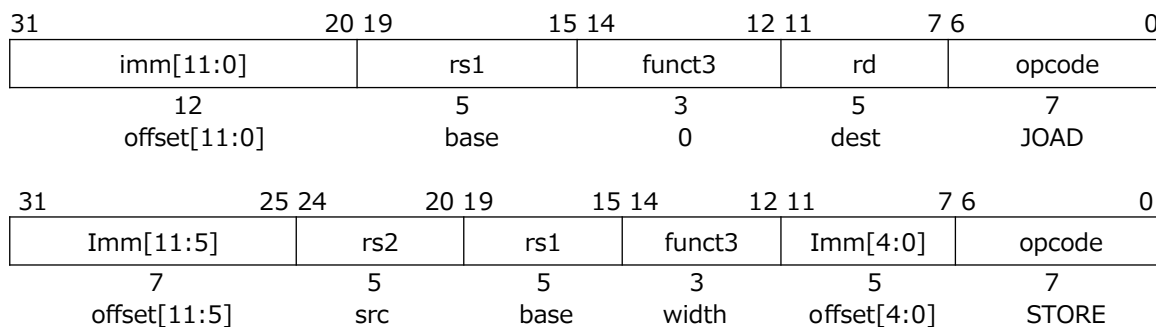 31 20 19 15 14 12 11 7 6 0
imm[11:0] rs1 funct3 rd opcode
12 5 3 5 7
offset[11:0] base 0 dest JOAD
31 25 24 20 19 15 14 12 11 7 6 0
Imm[11:5] rs2 rs1 funct3 Imm[4:0] opcode
7 5 5 3 5 7
offset[11:5] src base width offset[4:0] STORE